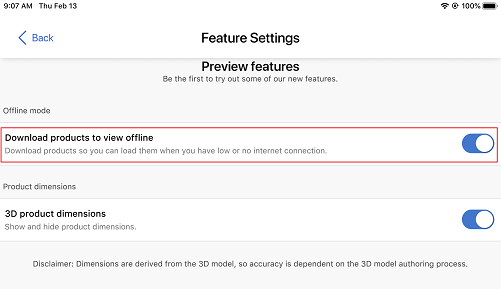 9:07 AM Thu Feb 13 100%
Back
Feature Settings
Preview features
Be the first to try out some of our new features.
Offline mode
Download products to view offline
Download products so you can load them when you have low or no internet connection.
Product dimensions
3D product dimensions
Show and hide product dimensions.
Disclaimer: Dimensions are derived from the 3D model, so accuracy is dependent on the 3D model authoring process.